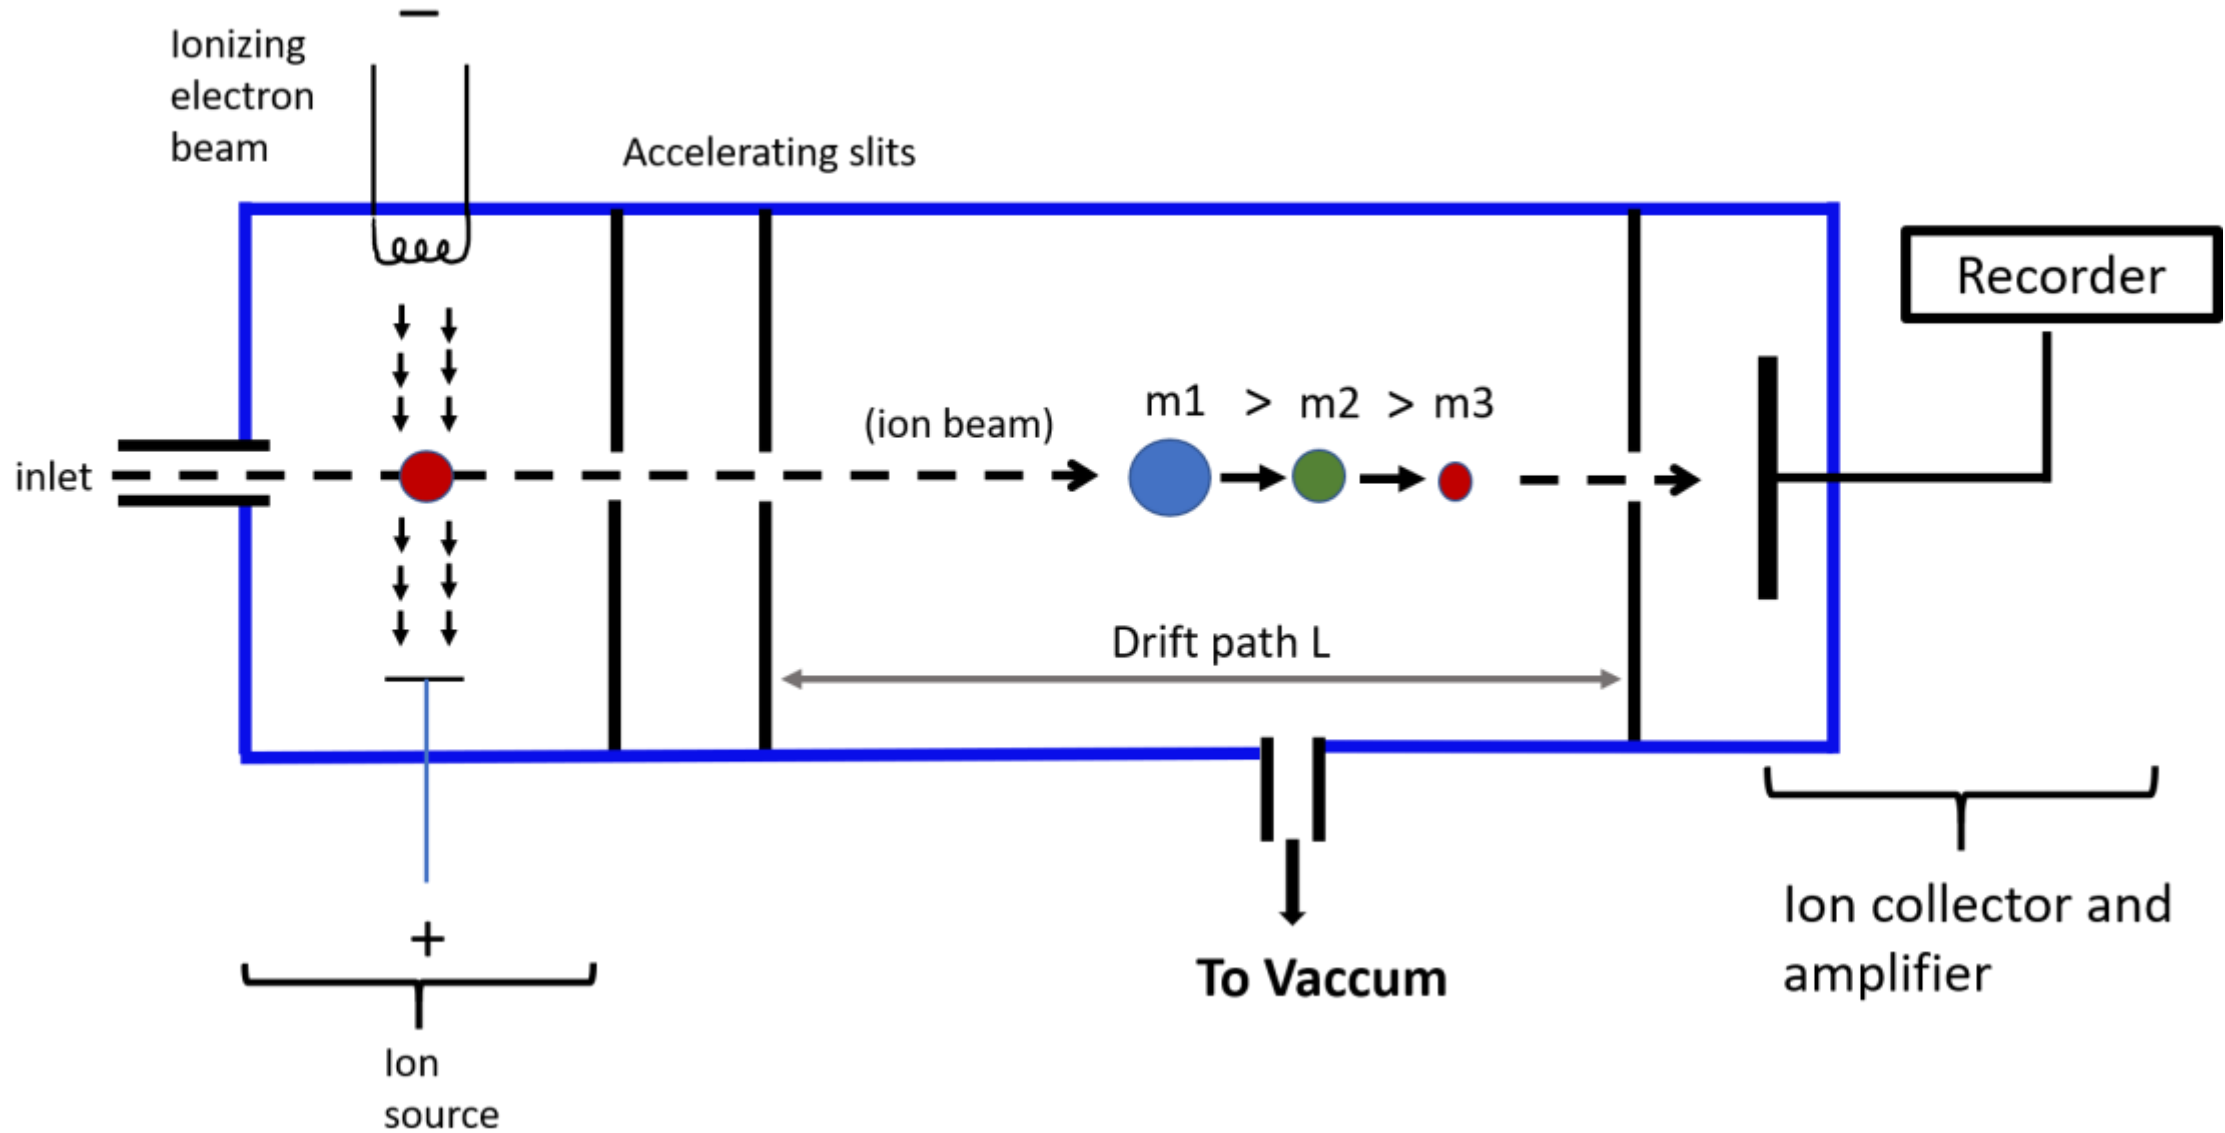 −
Ionizing
electron
beam
Accelerating slits
Recorder
m1 > m2 > m3
(ion beam)
inlet
Drift path L
+
To Vaccum
Ion collector and
amplifier
Ion
source